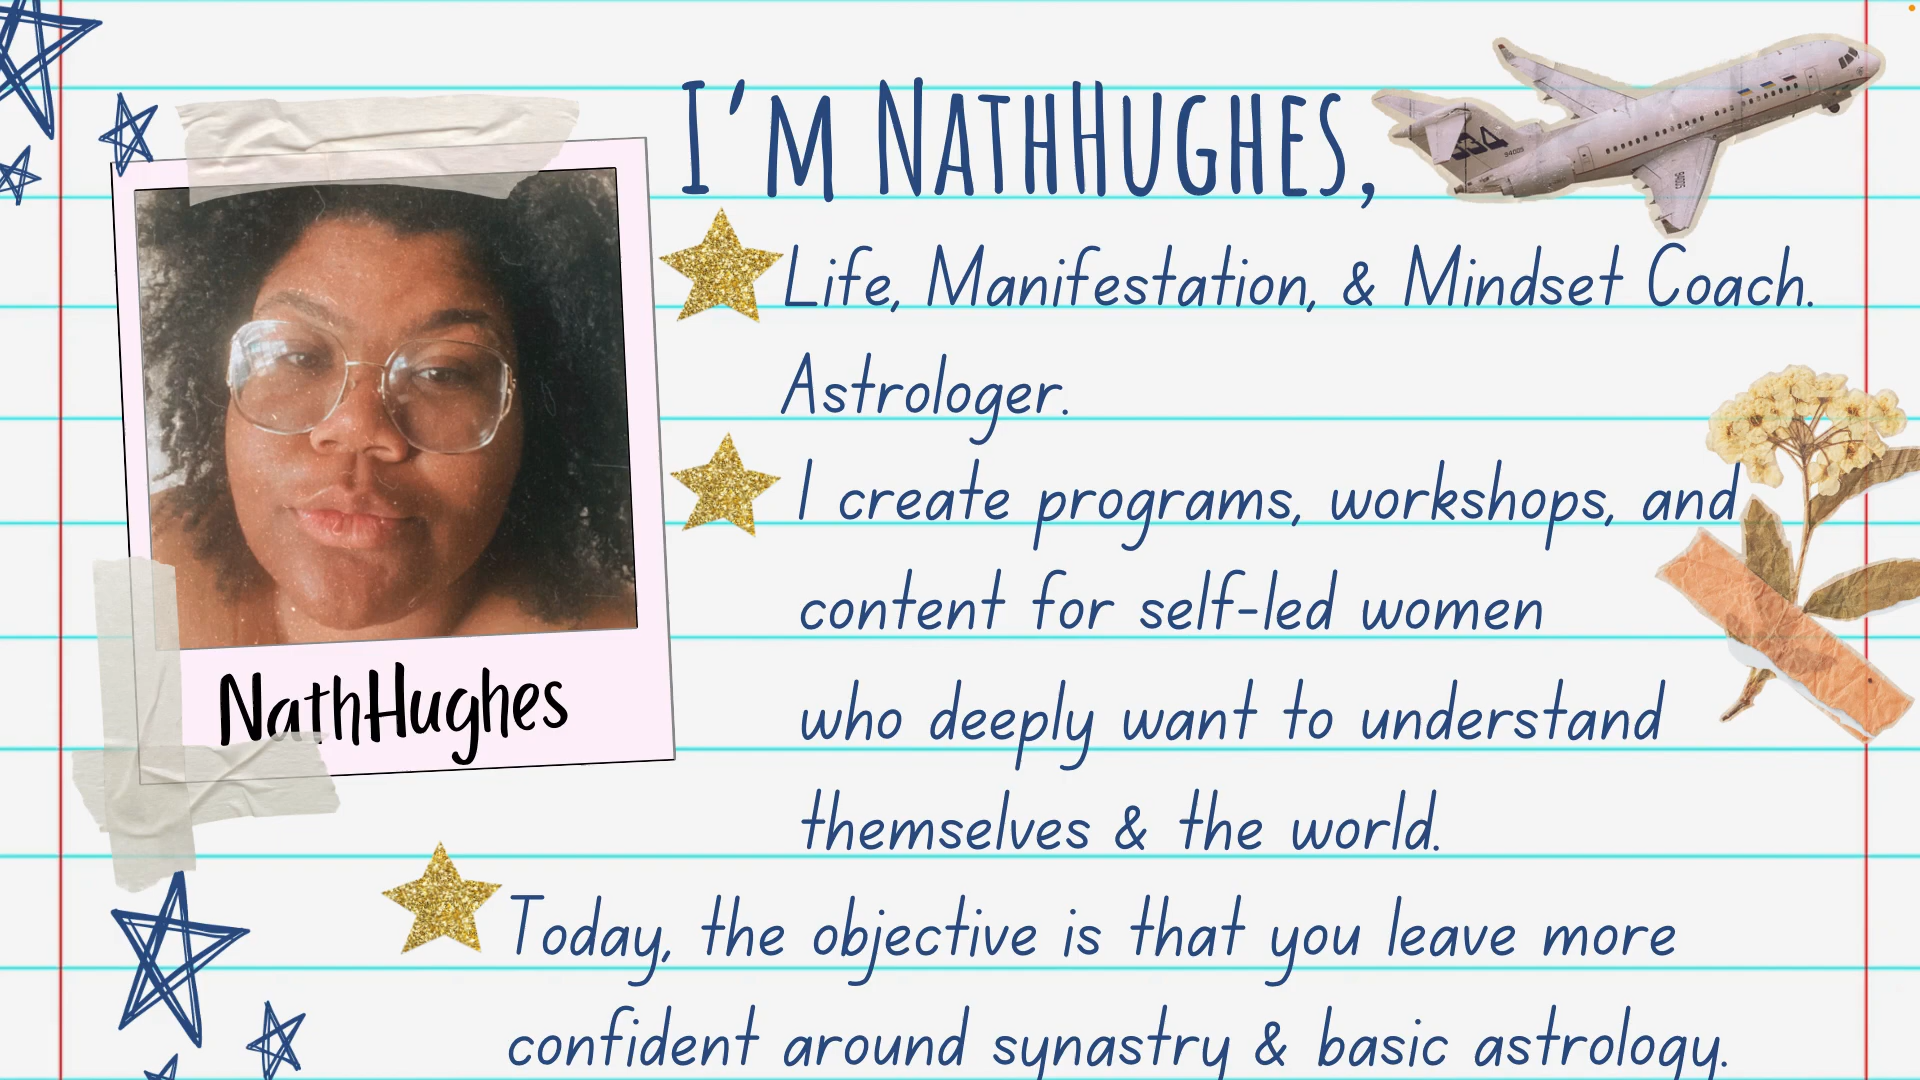 I'm NathHughes,
Life, Manifestation, & Mindset Coach.
Astrologer.
I create programs, workshops, and
content for self-led women
who deeply want to understand
themselves & the world.
NathHughes
Today, the objective is that you leave more
confident around synastry & basic astrology.